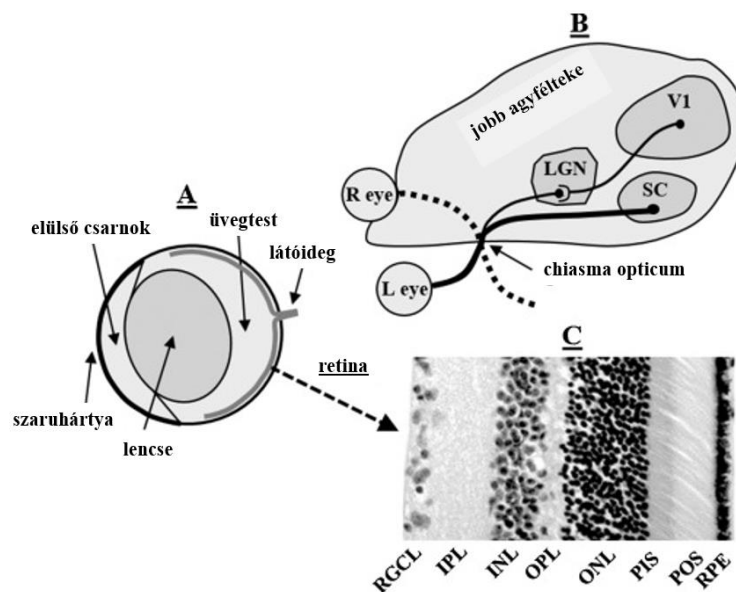 B
jobb agyfélteke
V1
LGN
SC
R eye
L eye
chiasma opticum
A
elülső csarnok
üvegtest
látóideg
szaruhártya
lencse
retina
C
RGCL
IPL
INL
OPL
ONL
PIS
POS
RPE